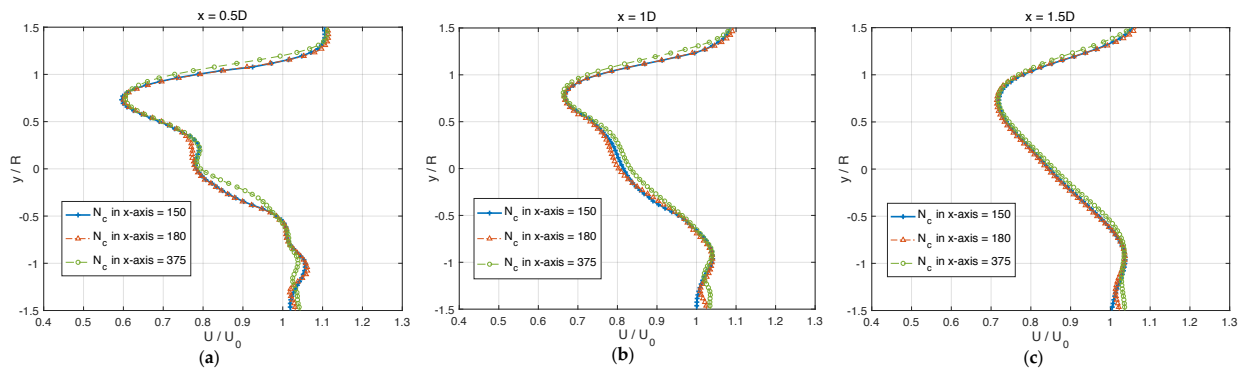 x = 0.5D
1.5
1
0.5
0
-0.5
-1
-1.5
y / R
N_c in x-axis = 150
N_c in x-axis = 180
N_c in x-axis = 375
0.4 0.5 0.6 0.7 0.8 0.9 1 1.1 1.2 1.3
U / U_0
(a)
x = 1D
1.5
1
0.5
0
-0.5
-1
-1.5
y / R
N_c in x-axis = 150
N_c in x-axis = 180
N_c in x-axis = 375
0.4 0.5 0.6 0.7 0.8 0.9 1 1.1 1.2 1.3
U / U_0
(b)
x = 1.5D
1.5
1
0.5
0
-0.5
-1
-1.5
y / R
N_c in x-axis = 150
N_c in x-axis = 180
N_c in x-axis = 375
0.4 0.5 0.6 0.7 0.8 0.9 1 1.1 1.2 1.3
U / U_0
(c)